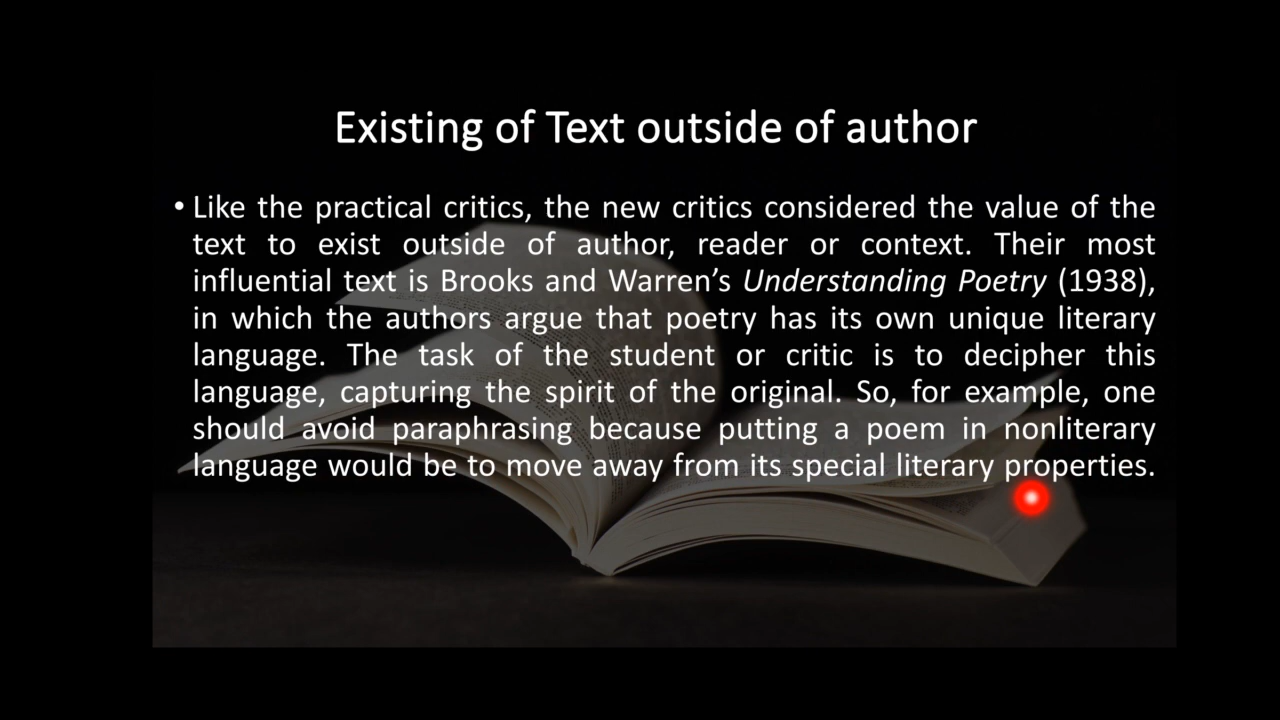 Existing of Text outside of author
• Like the practical critics, the new critics considered the value of the
text to exist outside of author, reader or context. Their most
influential text is Brooks and Warren’s Understanding Poetry (1938),
in which the authors argue that poetry has its own unique literary
language. The task of the student or critic is to decipher this
language, capturing the spirit of the original. So, for example, one
should avoid paraphrasing because putting a poem in nonliterary
language would be to move away from its special literary properties.